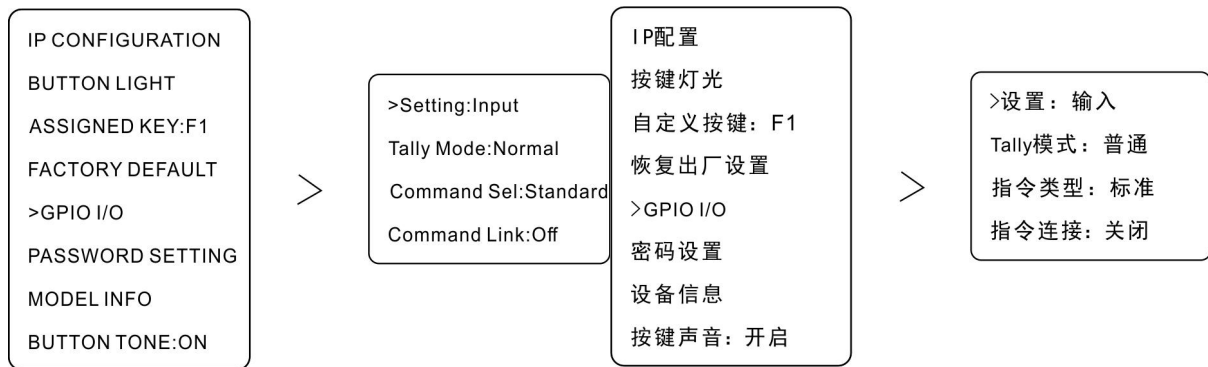 IP CONFIGURATION
BUTTON LIGHT
ASSIGNED KEY:F1
FACTORY DEFAULT
>GPIO I/O
PASSWORD SETTING
MODEL INFO
BUTTON TONE:ON
>
>Setting:Input
Tally Mode:Normal
Command Sel:Standard
Command Link:Off
IP配置
按键灯光
自定义按键：F1
恢复出厂设置
>GPIO I/O
密码设置
设备信息
按键声音：开启
>
>设置：输入
Tally模式：普通
指令类型：标准
指令连接：关闭